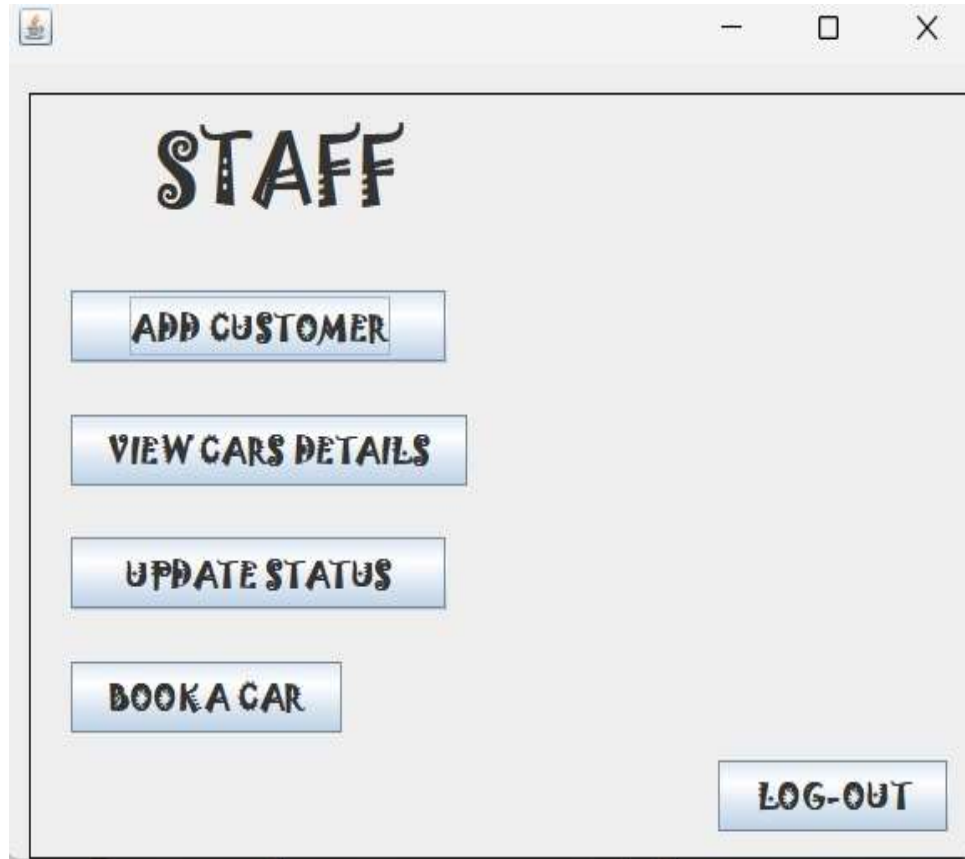 STAFF
ADD CUSTOMER
VIEW CARS DETAILS
UPDATE STATUS
BOOK A CAR
LOG-OUT